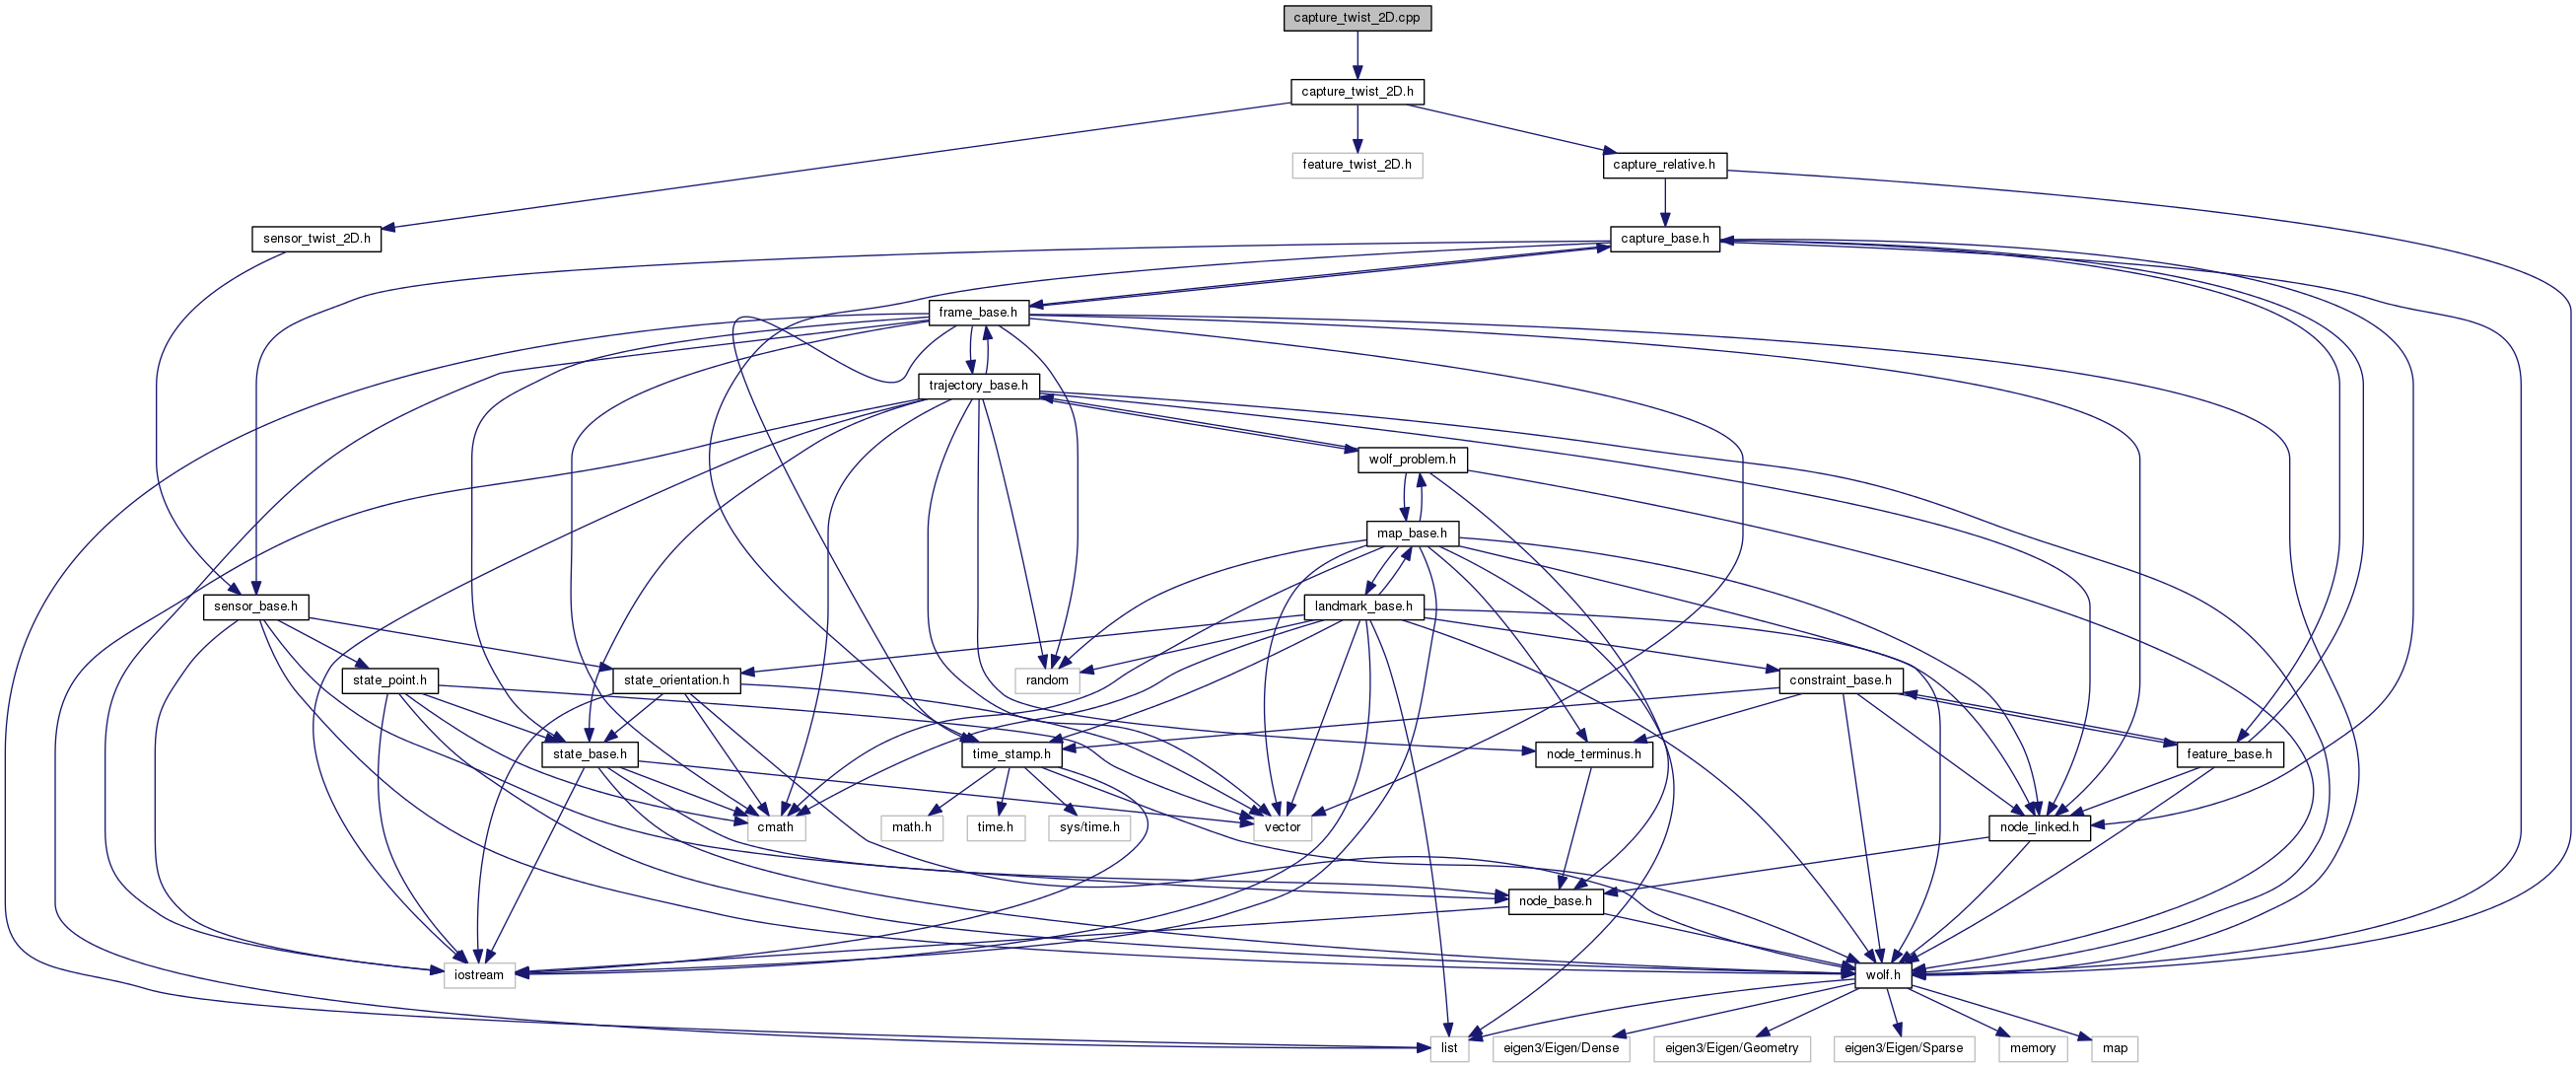 capture_twist_2D.cpp
capture_twist_2D.h
feature_twist_2D.h
capture_relative.h
sensor_twist_2D.h
capture_base.h
frame_base.h
trajectory_base.h
wolf_problem.h
map_base.h
sensor_base.h
landmark_base.h
state_point.h
state_orientation.h
random
constraint_base.h
state_base.h
time_stamp.h
node_terminus.h
feature_base.h
cmath
math.h
time.h
sys/time.h
vector
node_linked.h
node_base.h
iostream
wolf.h
list
eigen3/Eigen/Dense
eigen3/Eigen/Geometry
eigen3/Eigen/Sparse
memory
map